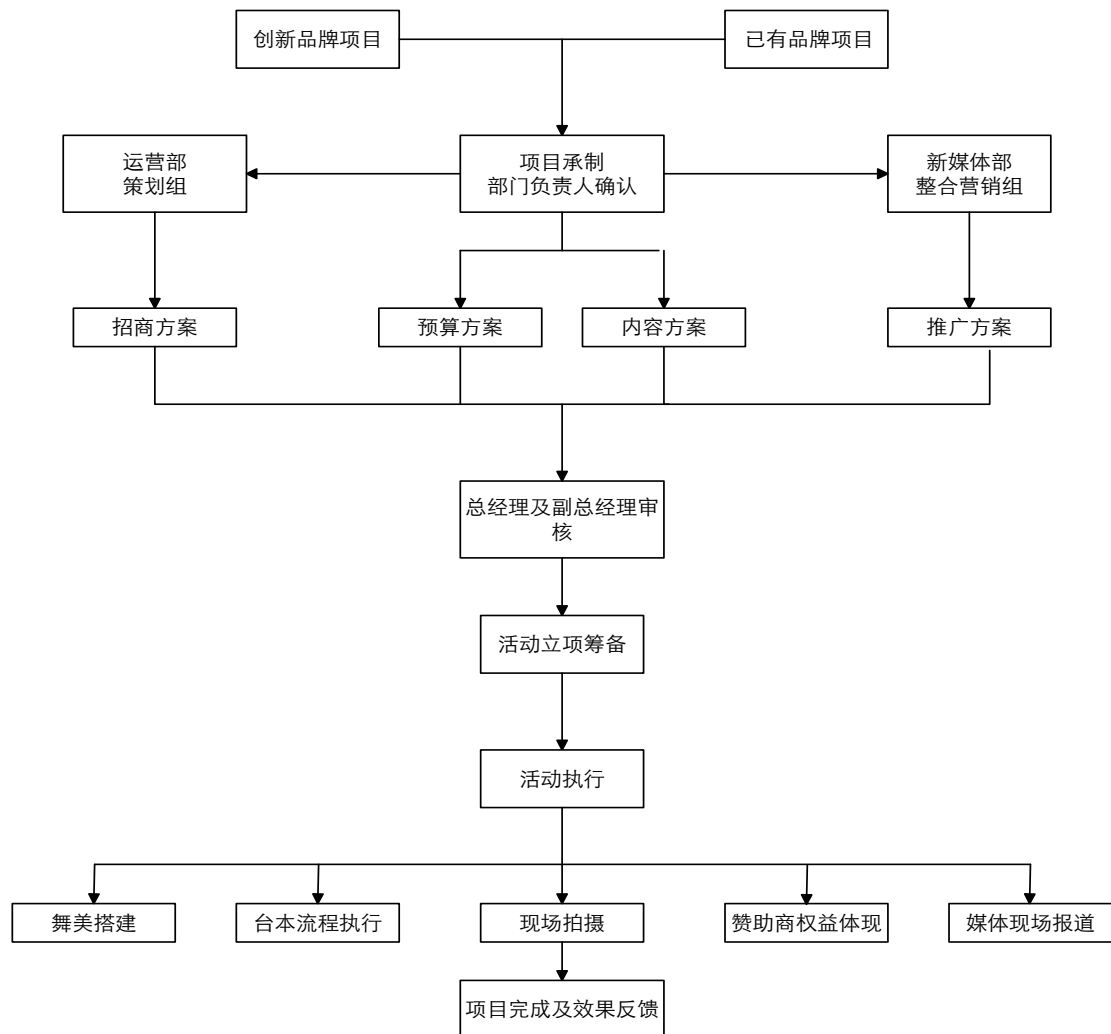 创新品牌项目
已有品牌项目
运营部
策划组
项目承制
部门负责人确认
新媒体部
整合营销组
招商方案
预算方案
内容方案
推广方案
总经理及副总经理审
核
活动立项筹备
活动执行
舞美搭建
台本流程执行
现场拍摄
赞助商权益体现
媒体现场报道
项目完成及效果反馈